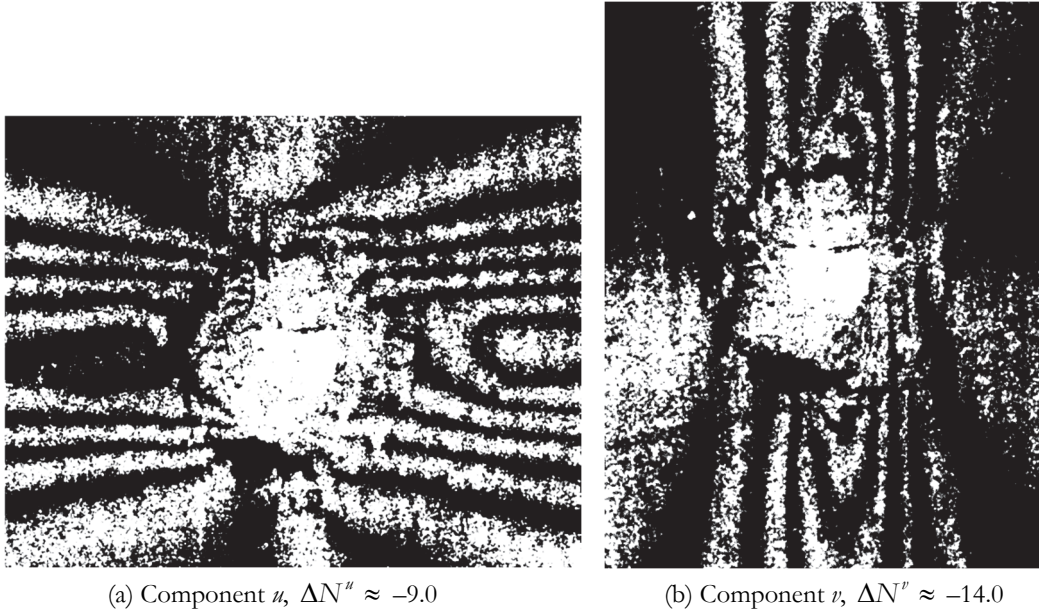 (a) Component u, ΔN^u ≈ –9.0
(b) Component v, ΔN^v ≈ –14.0